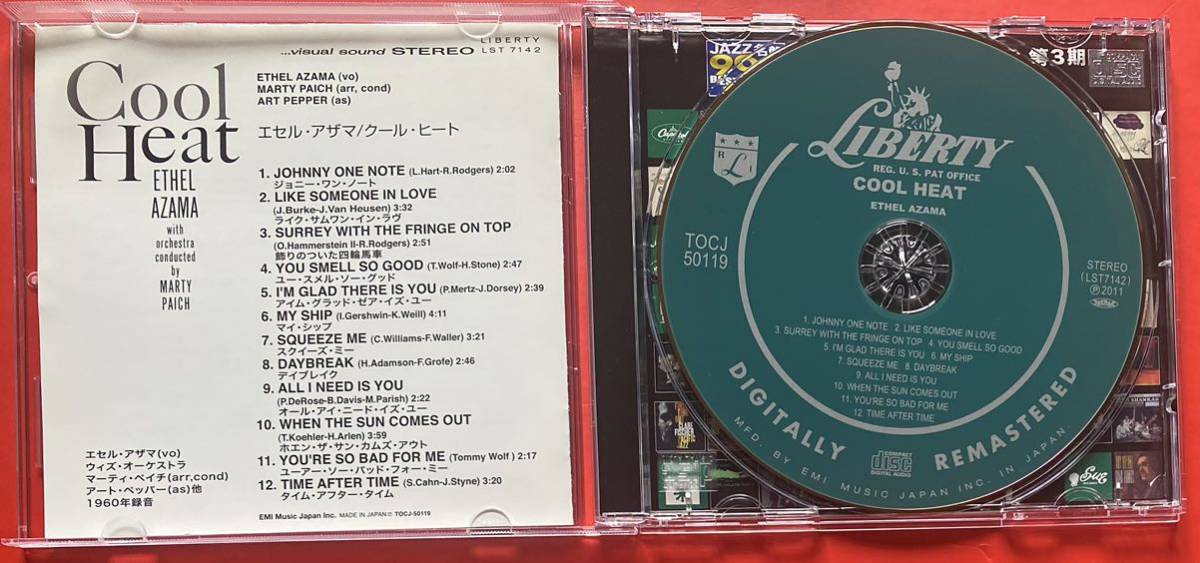 Cool
Heat
ETHEL
AZAMA
with
orchestra
conducted
by
MARTY
PAICH
エセル・アザマ(vo)
ウィズ・オーケストラ
マーティ・ペイチ(arr,cond)
アート・ペッパー(as)他
1960年録音
LIBERTY
...visual sound STEREO LST 7142
ETHEL AZAMA (vo)
MARTY PAICH (arr, cond)
ART PEPPER (as)
エセル・アザマ/クール・ヒート
1. JOHNNY ONE NOTE (L.Hart-R.Rodgers) 2:02
ジョニー・ワン・ノート
2. LIKE SOMEONE IN LOVE
(J.Burke-J.Van Heusen) 3:32
ライク・サムワン・イン・ラヴ
3. SURREY WITH THE FRINGE ON TOP
(O.Hammerstein II-R.Rodgers) 2:51
飾りのついた四輪馬車
4. YOU SMELL SO GOOD (T.Wolf-H.Stone) 2:47
ユー・スメル・ソー・グッド
5. I'M GLAD THERE IS YOU (P.Mertz-J.Dorsey) 2:39
アイム・グラッド・ゼア・イズ・ユー
6. MY SHIP (I.Gershwin-K.Weill) 4:11
マイ・シップ
7. SQUEEZE ME (C.Williams-F.Waller) 3:21
スクイーズ・ミー
8. DAYBREAK (H.Adamson-F.Grofe) 2:46
デイブレイク
9. ALL I NEED IS YOU
(P.DeRose-B.Davis-M.Parish) 2:22
オール・アイ・ニード・イズ・ユー
10. WHEN THE SUN COMES OUT
(T.Koehler-H.Arlen) 3:59
ホエン・ザ・サン・カムズ・アウト
11. YOU'RE SO BAD FOR ME (Tommy Wolf ) 2:17
ユーアー・ソー・バッド・フォー・ミー
12. TIME AFTER TIME (S.Cahn-J.Styne) 3:20
タイム・アフター・タイム
EMI Music Japan Inc. MADE IN JAPAN ℗ TOCJ-50119
JAZZ名盤
第3期
LIBERTY
REG. U. S. PAT OFFICE
COOL HEAT
ETHEL AZAMA
TOCJ
50119
STEREO
(LST7142)
℗2011
1. JOHNNY ONE NOTE 2. LIKE SOMEONE IN LOVE
3. SURREY WITH THE FRINGE ON TOP 4. YOU SMELL SO GOOD
5. I'M GLAD THERE IS YOU 6. MY SHIP
7. SQUEEZE ME 8. DAYBREAK
9. ALL I NEED IS YOU
10. WHEN THE SUN COMES OUT
11. YOU'RE SO BAD FOR ME
12. TIME AFTER TIME
DIGITALLY REMASTERED
COMPACT
disc
DIGITAL AUDIO
MFD. BY EMI MUSIC JAPAN INC. IN JAPAN.
Capitol
CLARE
FISCHER
PACIFIC
JAZZ